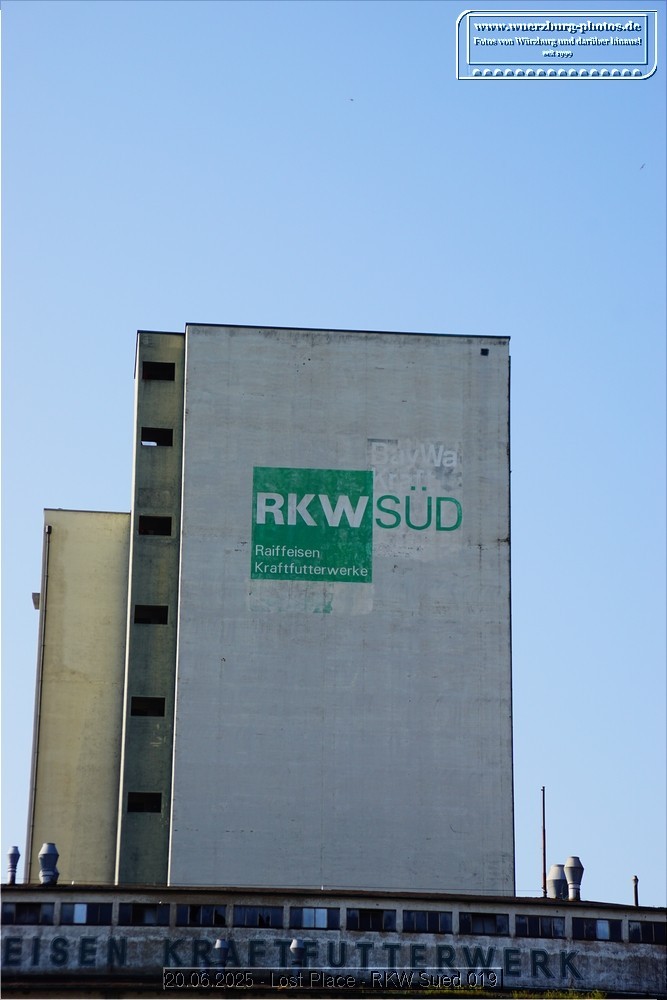 www.wuerzburg-photos.de
Fotos von Würzburg und darüber hinaus!
seit 1999
BayWa
Kraft
RKWSÜD
Raiffeisen
Kraftfutterwerke
EISEN KRAFTFUTTERWERK
20.06.2025 - Lost Place - RKW Sued 019